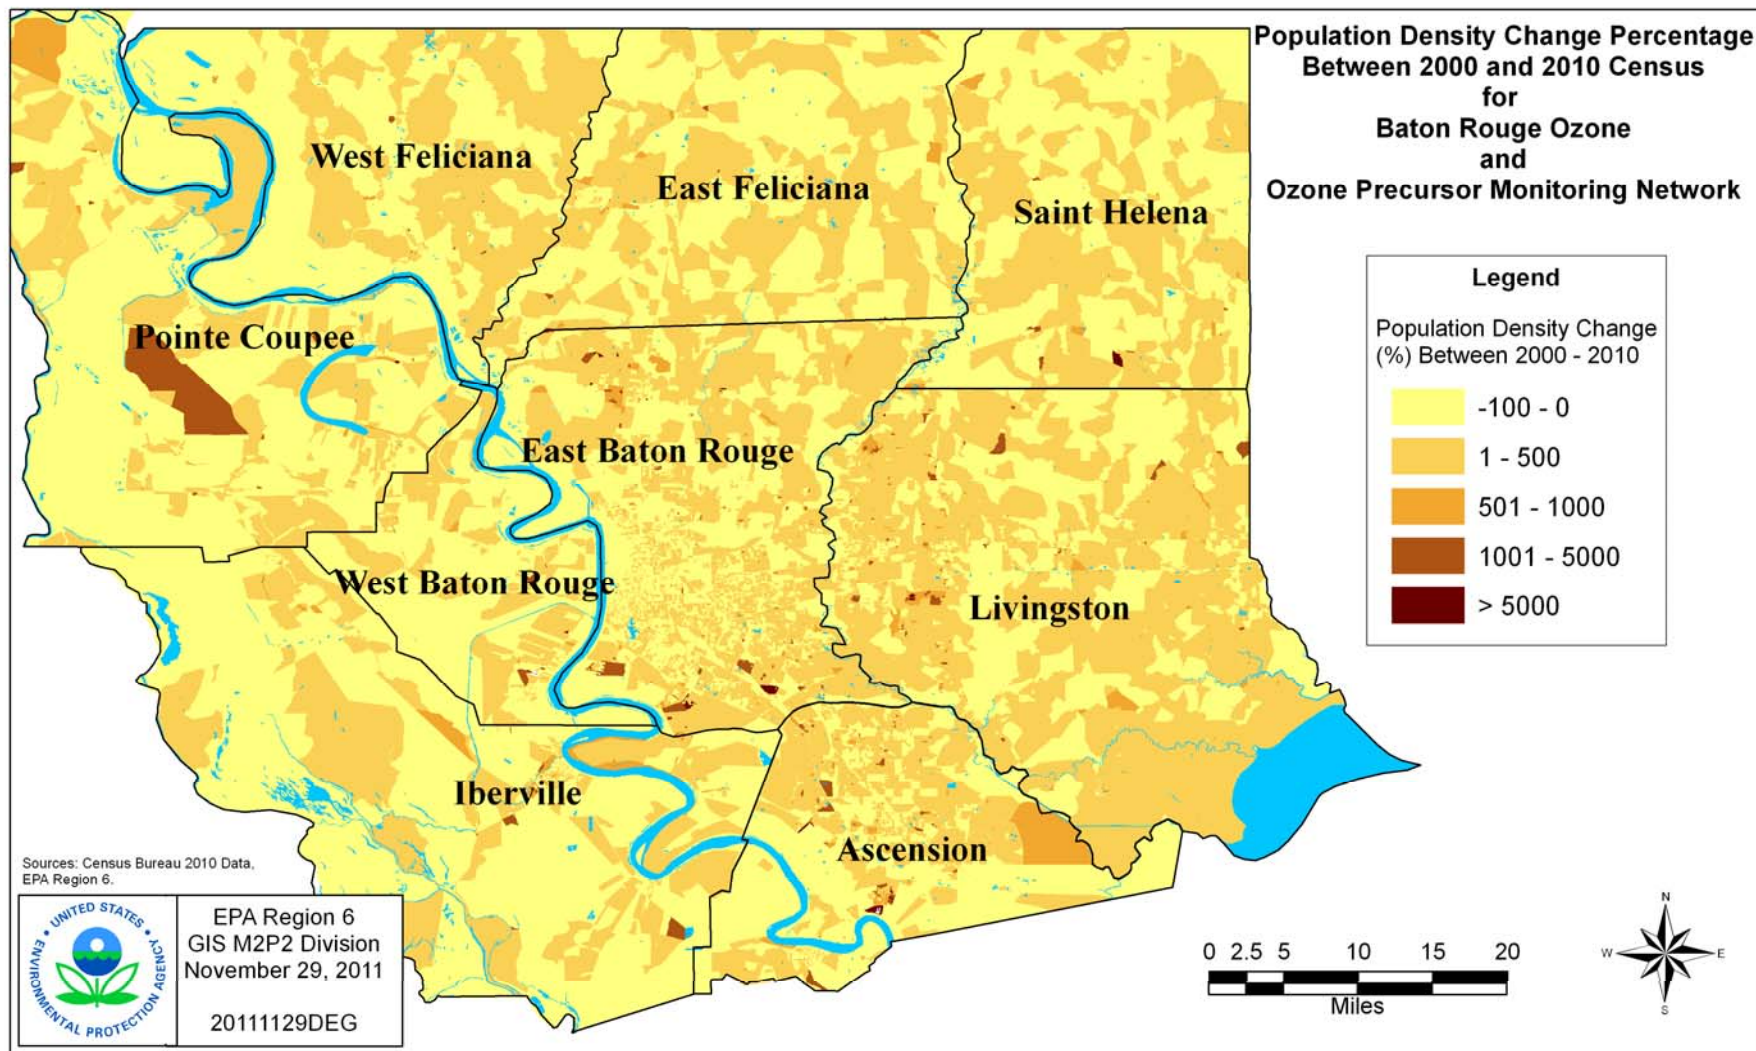 Population Density Change Percentage
Between 2000 and 2010 Census
for
Baton Rouge Ozone
and
Ozone Precursor Monitoring Network
West Feliciana
East Feliciana
Saint Helena
Pointe Coupee
East Baton Rouge
West Baton Rouge
Livingston
Iberville
Ascension
Legend
Population Density Change
(%) Between 2000 - 2010
-100 - 0
1 - 500
501 - 1000
1001 - 5000
> 5000
Sources: Census Bureau 2010 Data,
EPA Region 6.
UNITED STATES
ENVIRONMENTAL PROTECTION AGENCY
EPA Region 6
GIS M2P2 Division
November 29, 2011
20111129DEG
0 2.5 5 10 15 20
Miles
N
W E
S